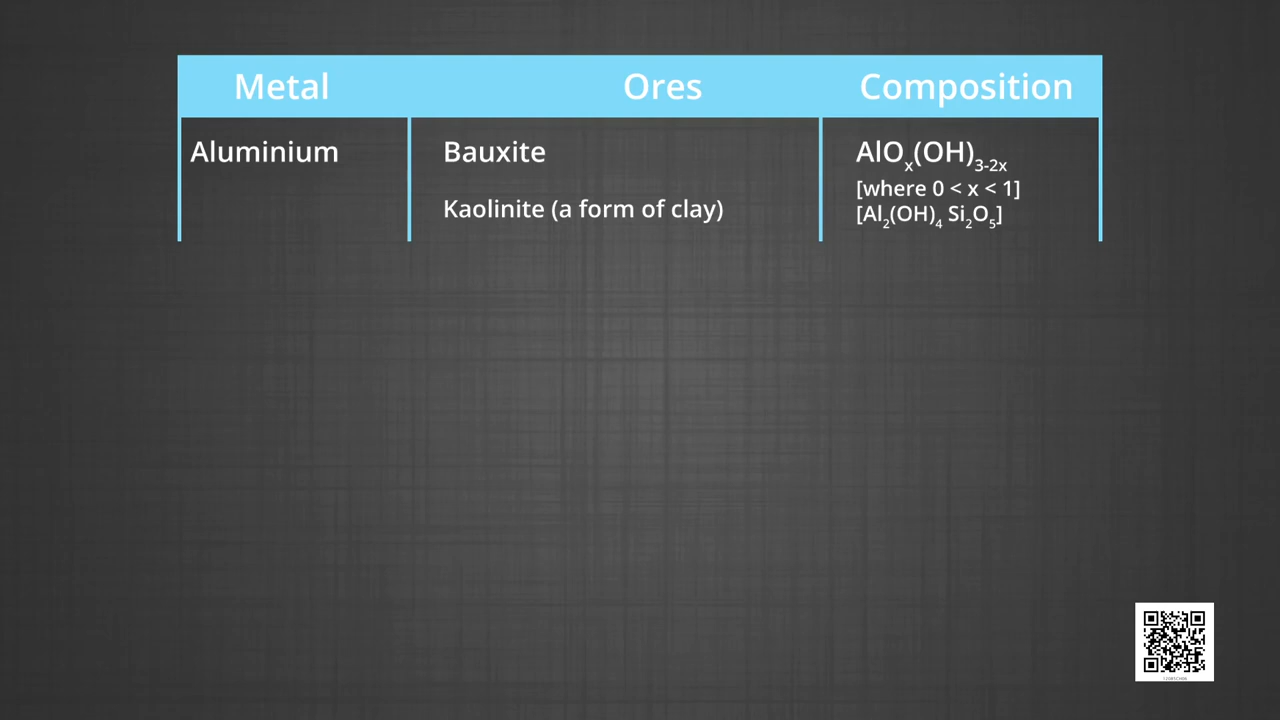 Metal Ores Composition
Aluminium Bauxite AlOx(OH)3-2x
[where 0 < x < 1]
Kaolinite (a form of clay) [Al2(OH)4 Si2O5]